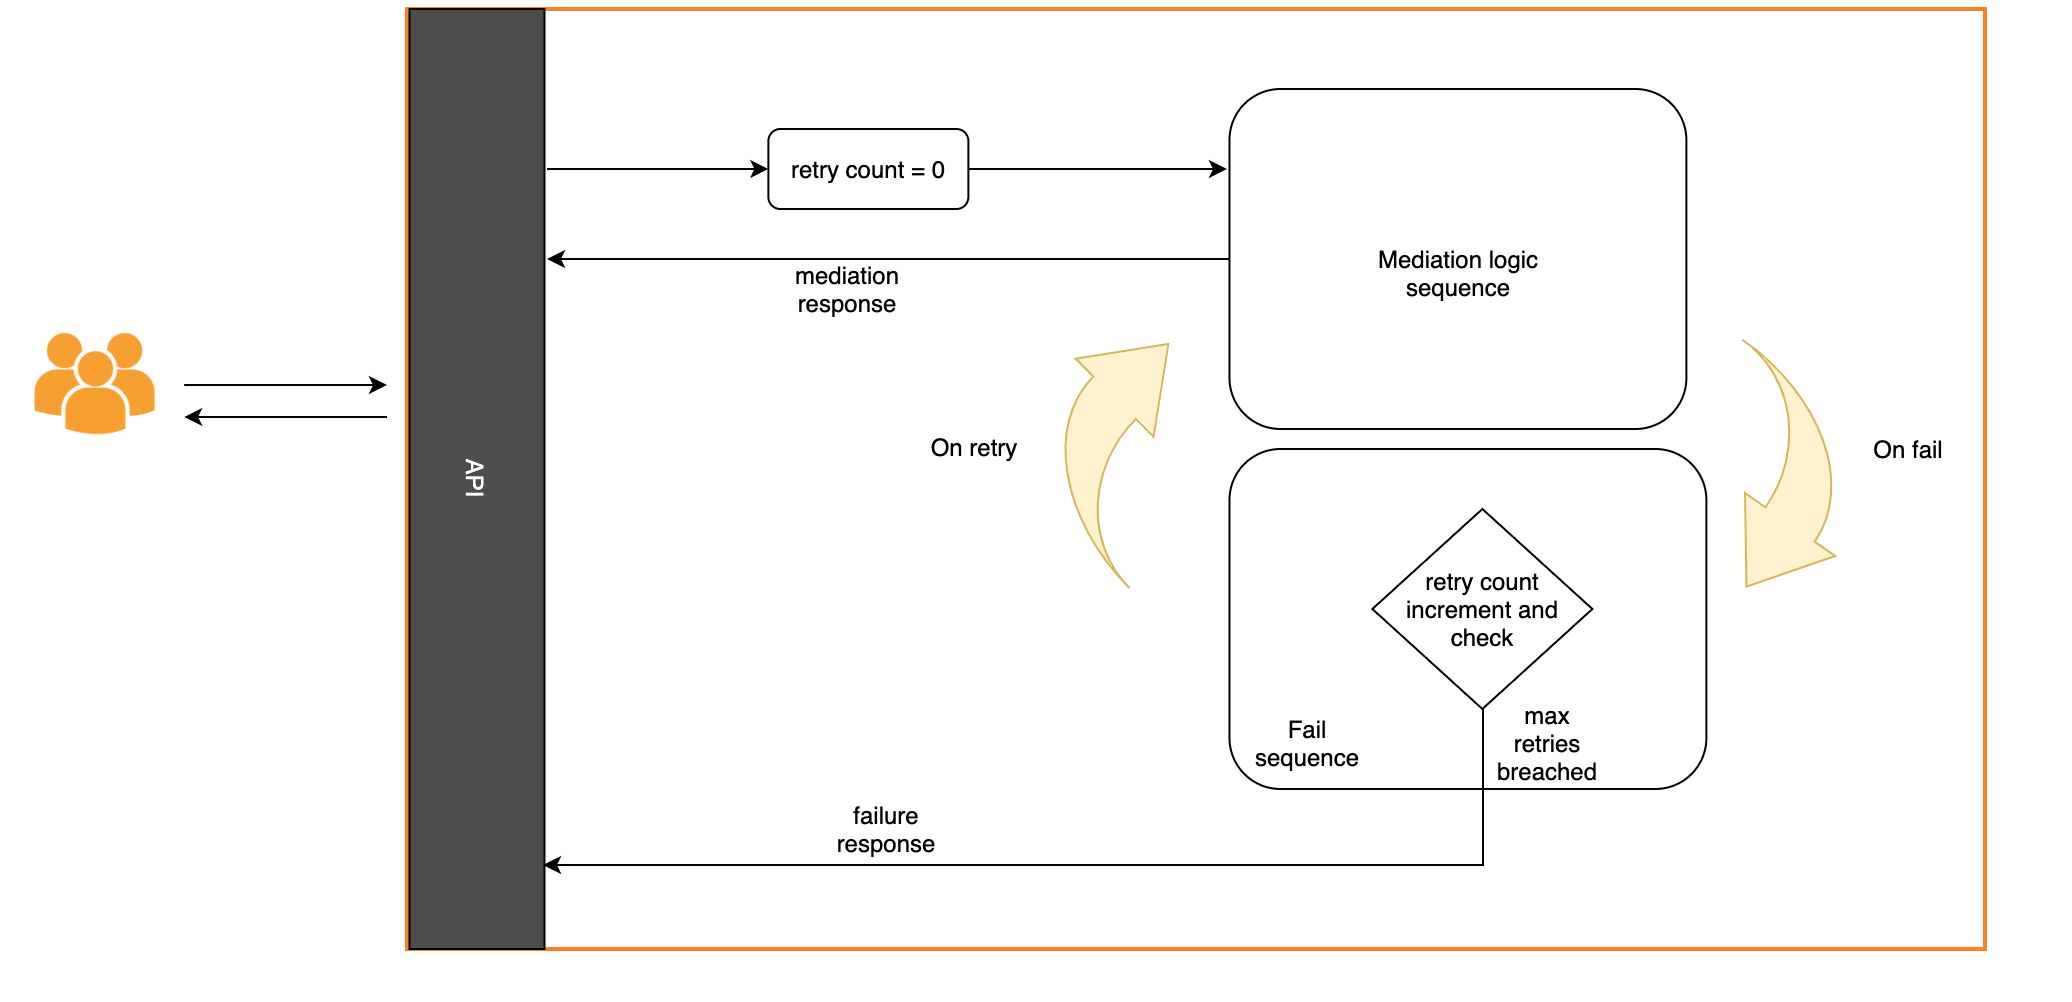 API
retry count = 0
mediation
response
Mediation logic
sequence
On retry
On fail
retry count
increment and
check
Fail
sequence
max
retries
breached
failure
response